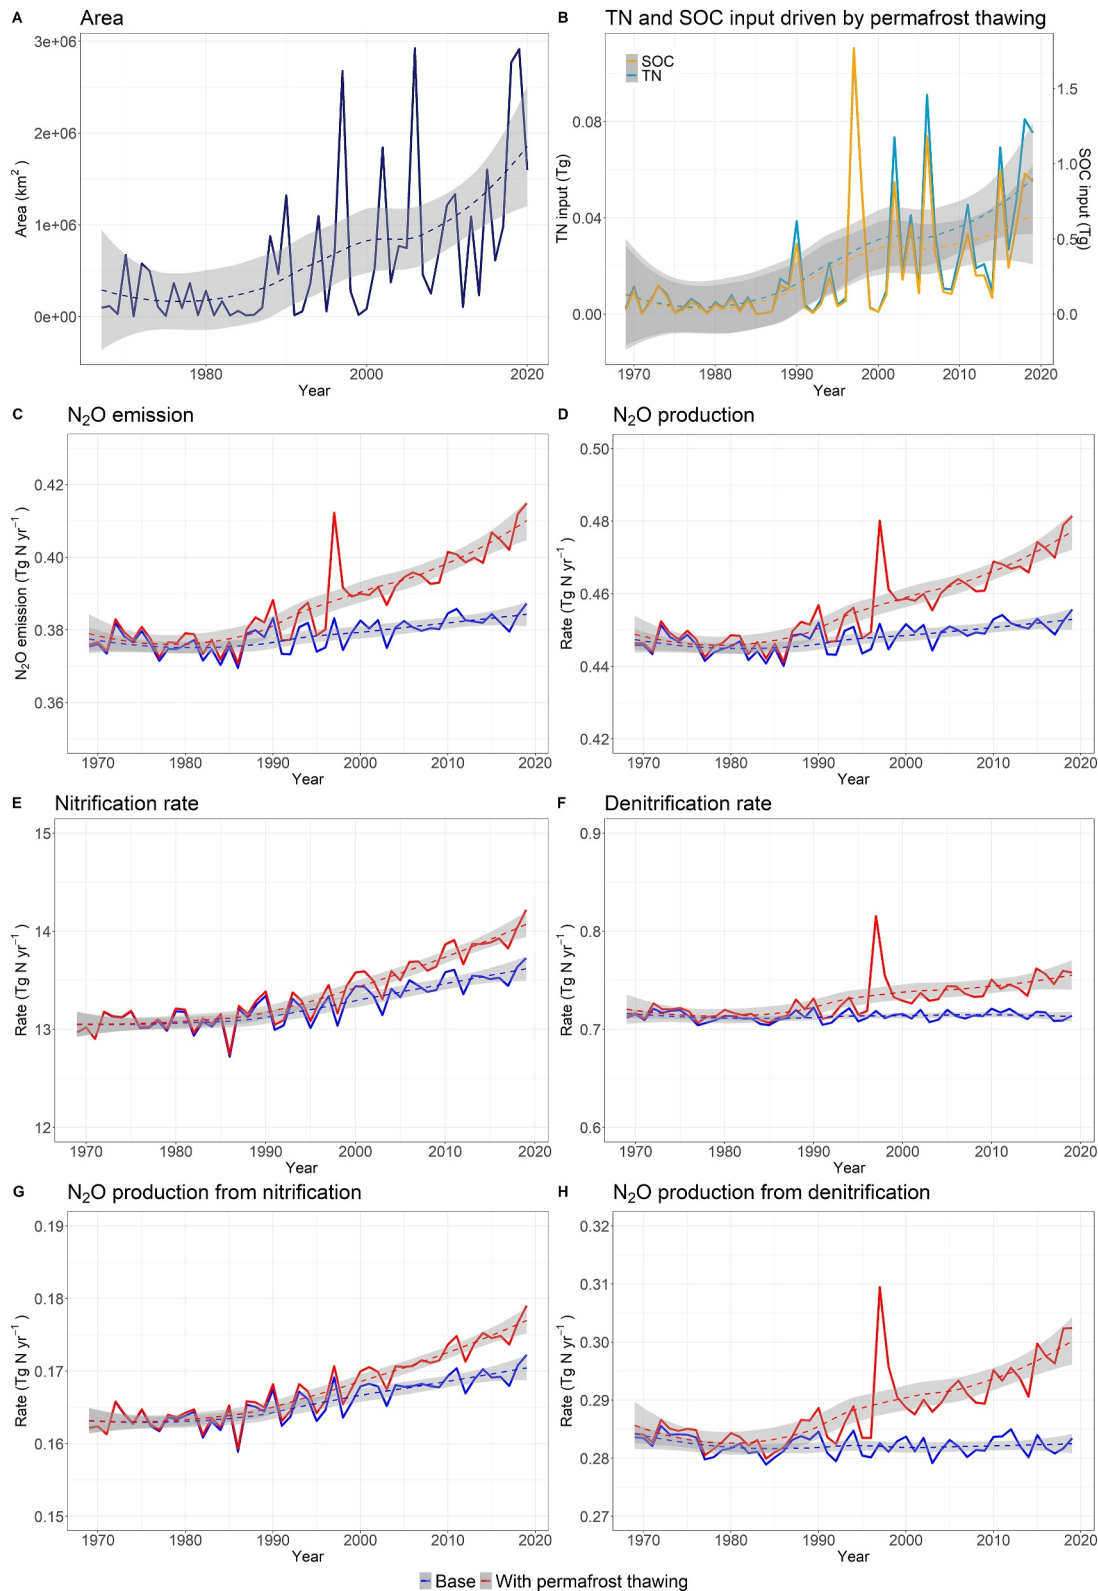 A Area
3e+06
2e+06
1e+06
0e+00
Area (km²)
1980 2000 2020
Year
B TN and SOC input driven by permafrost thawing
SOC
TN
0.08
0.04
0.00
TN input (Tg)
1.5
1.0
0.5
0.0
SOC input (Tg)
1970 1980 1990 2000 2010 2020
Year
C N₂O emission
0.42
0.40
0.38
0.36
N₂O emission (Tg N yr⁻¹)
1970 1980 1990 2000 2010 2020
Year
D N₂O production
0.50
0.48
0.46
0.44
0.42
Rate (Tg N yr⁻¹)
1970 1980 1990 2000 2010 2020
Year
E Nitrification rate
15
14
13
12
Rate (Tg N yr⁻¹)
1970 1980 1990 2000 2010 2020
Year
F Denitrification rate
0.9
0.8
0.7
0.6
Rate (Tg N yr⁻¹)
1970 1980 1990 2000 2010 2020
Year
G N₂O production from nitrification
0.19
0.18
0.17
0.16
0.15
Rate (Tg N yr⁻¹)
1970 1980 1990 2000 2010 2020
Year
H N₂O production from denitrification
0.32
0.31
0.30
0.29
0.28
0.27
Rate (Tg N yr⁻¹)
1970 1980 1990 2000 2010 2020
Year
Base With permafrost thawing